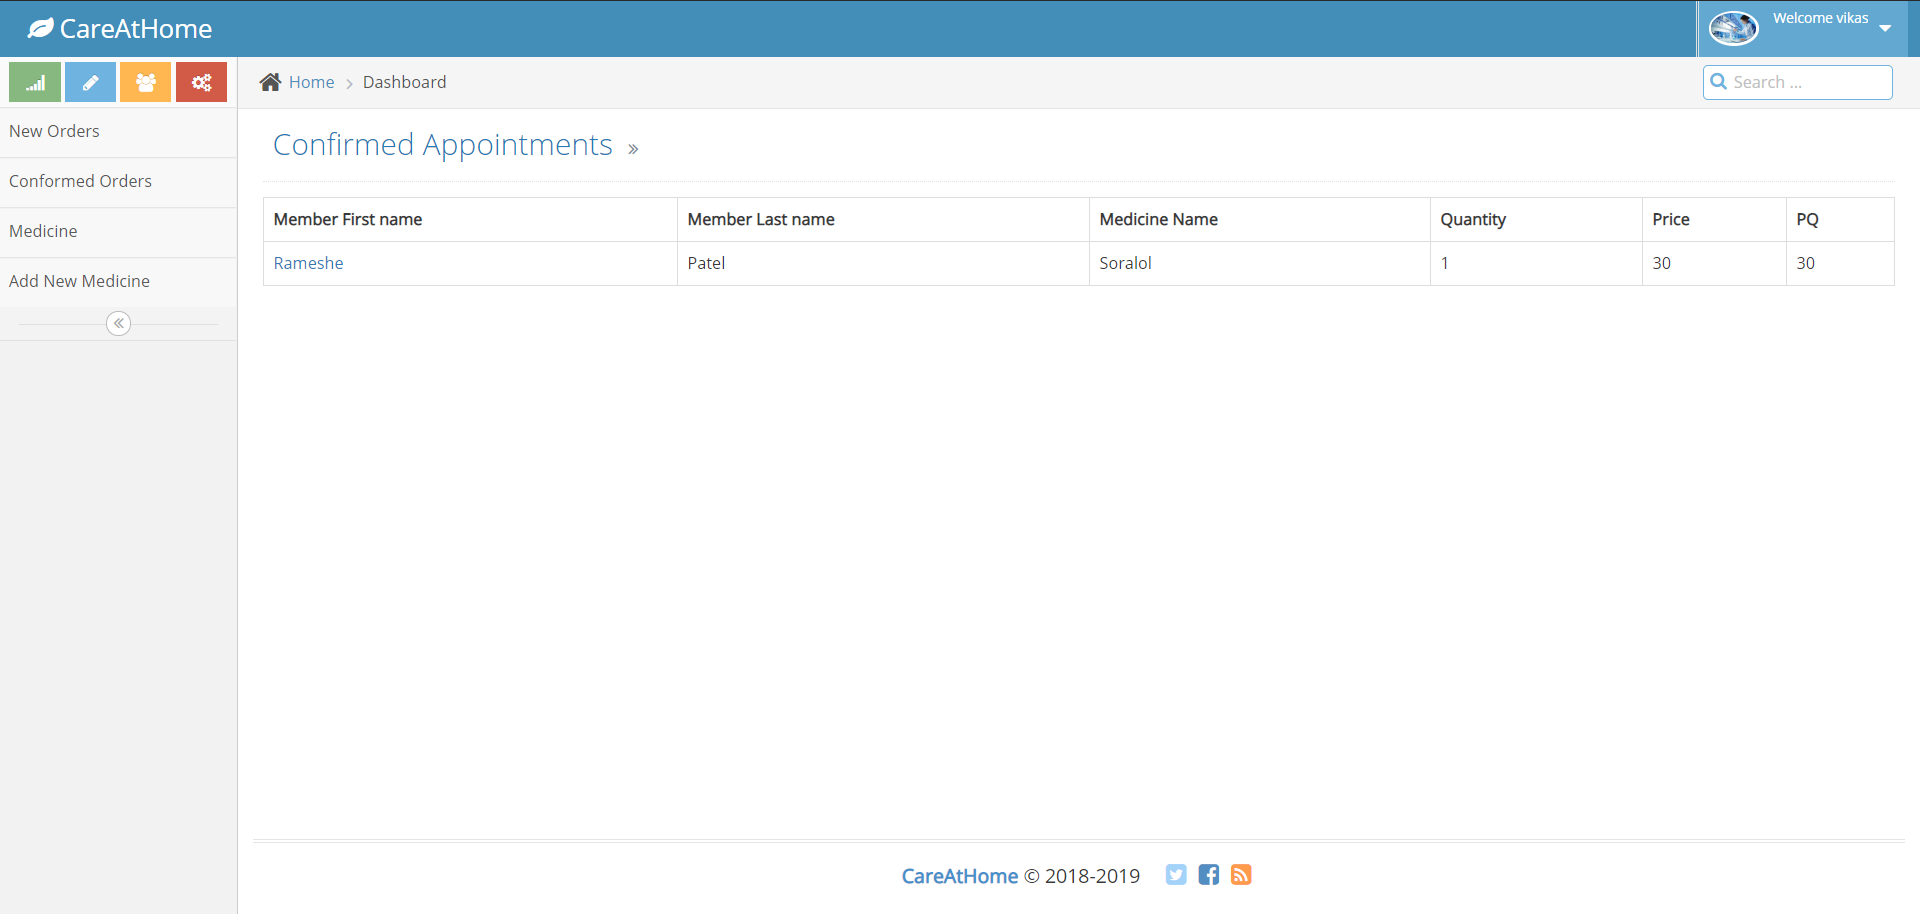 CareAtHome
Welcome vikas
Home Dashboard
Search ...
New Orders
Conformed Orders
Medicine
Add New Medicine
Confirmed Appointments »
Member First name Member Last name Medicine Name Quantity Price PQ
Rameshe Patel Soralol 1 30 30
CareAtHome © 2018-2019